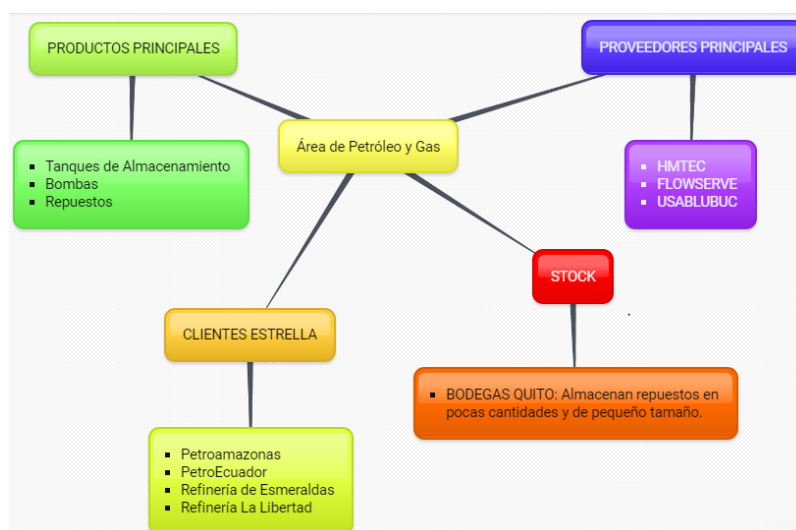 PRODUCTOS PRINCIPALES
PROVEEDORES PRINCIPALES
Área de Petróleo y Gas
Tanques de Almacenamiento
Bombas
Repuestos
HMTEC
FLOWSERVE
USABLUBUC
STOCK
CLIENTES ESTRELLA
BODEGAS QUITO: Almacenan repuestos en
pocas cantidades y de pequeño tamaño.
Petroamazonas
PetroEcuador
Refinería de Esmeraldas
Refinería La Libertad